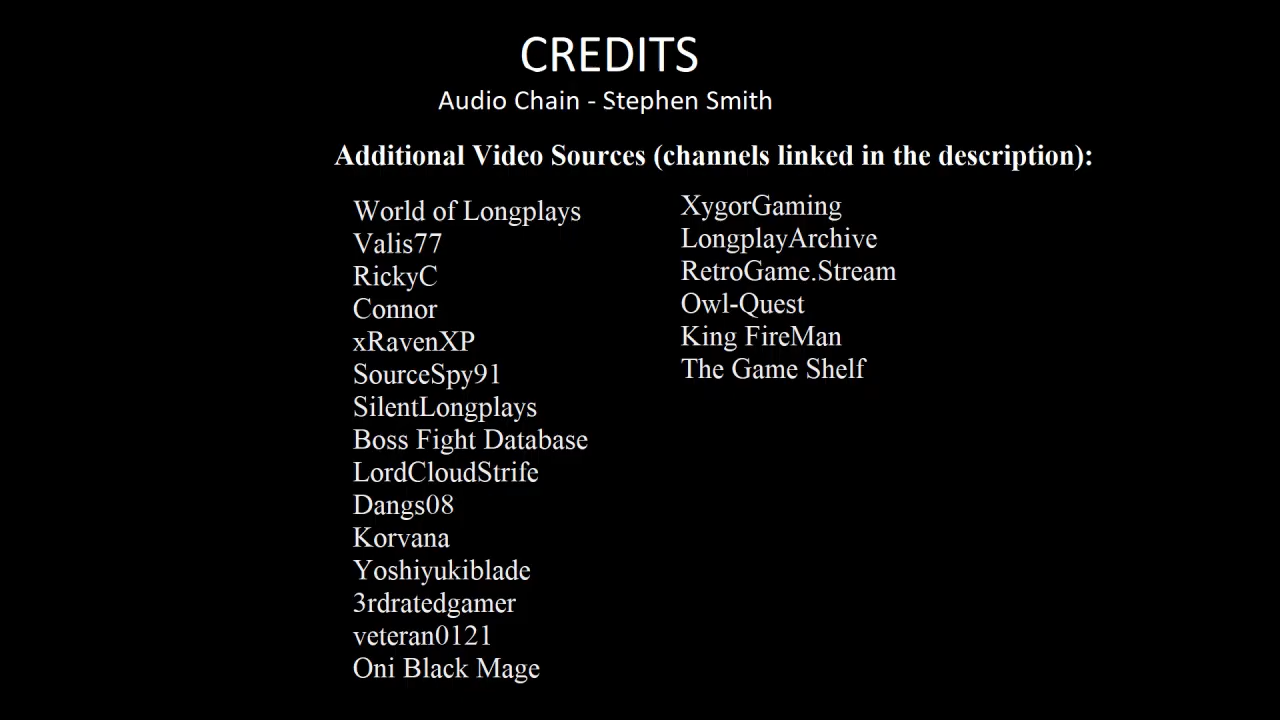 CREDITS
Audio Chain - Stephen Smith
Additional Video Sources (channels linked in the description):
World of Longplays
Valis77
RickyC
Connor
xRavenXP
SourceSpy91
SilentLongplays
Boss Fight Database
LordCloudStrife
Dangs08
Korvana
Yoshiyukiblade
3rdratedgamer
veteran0121
Oni Black Mage
XygorGaming
LongplayArchive
RetroGame.Stream
Owl-Quest
King FireMan
The Game Shelf